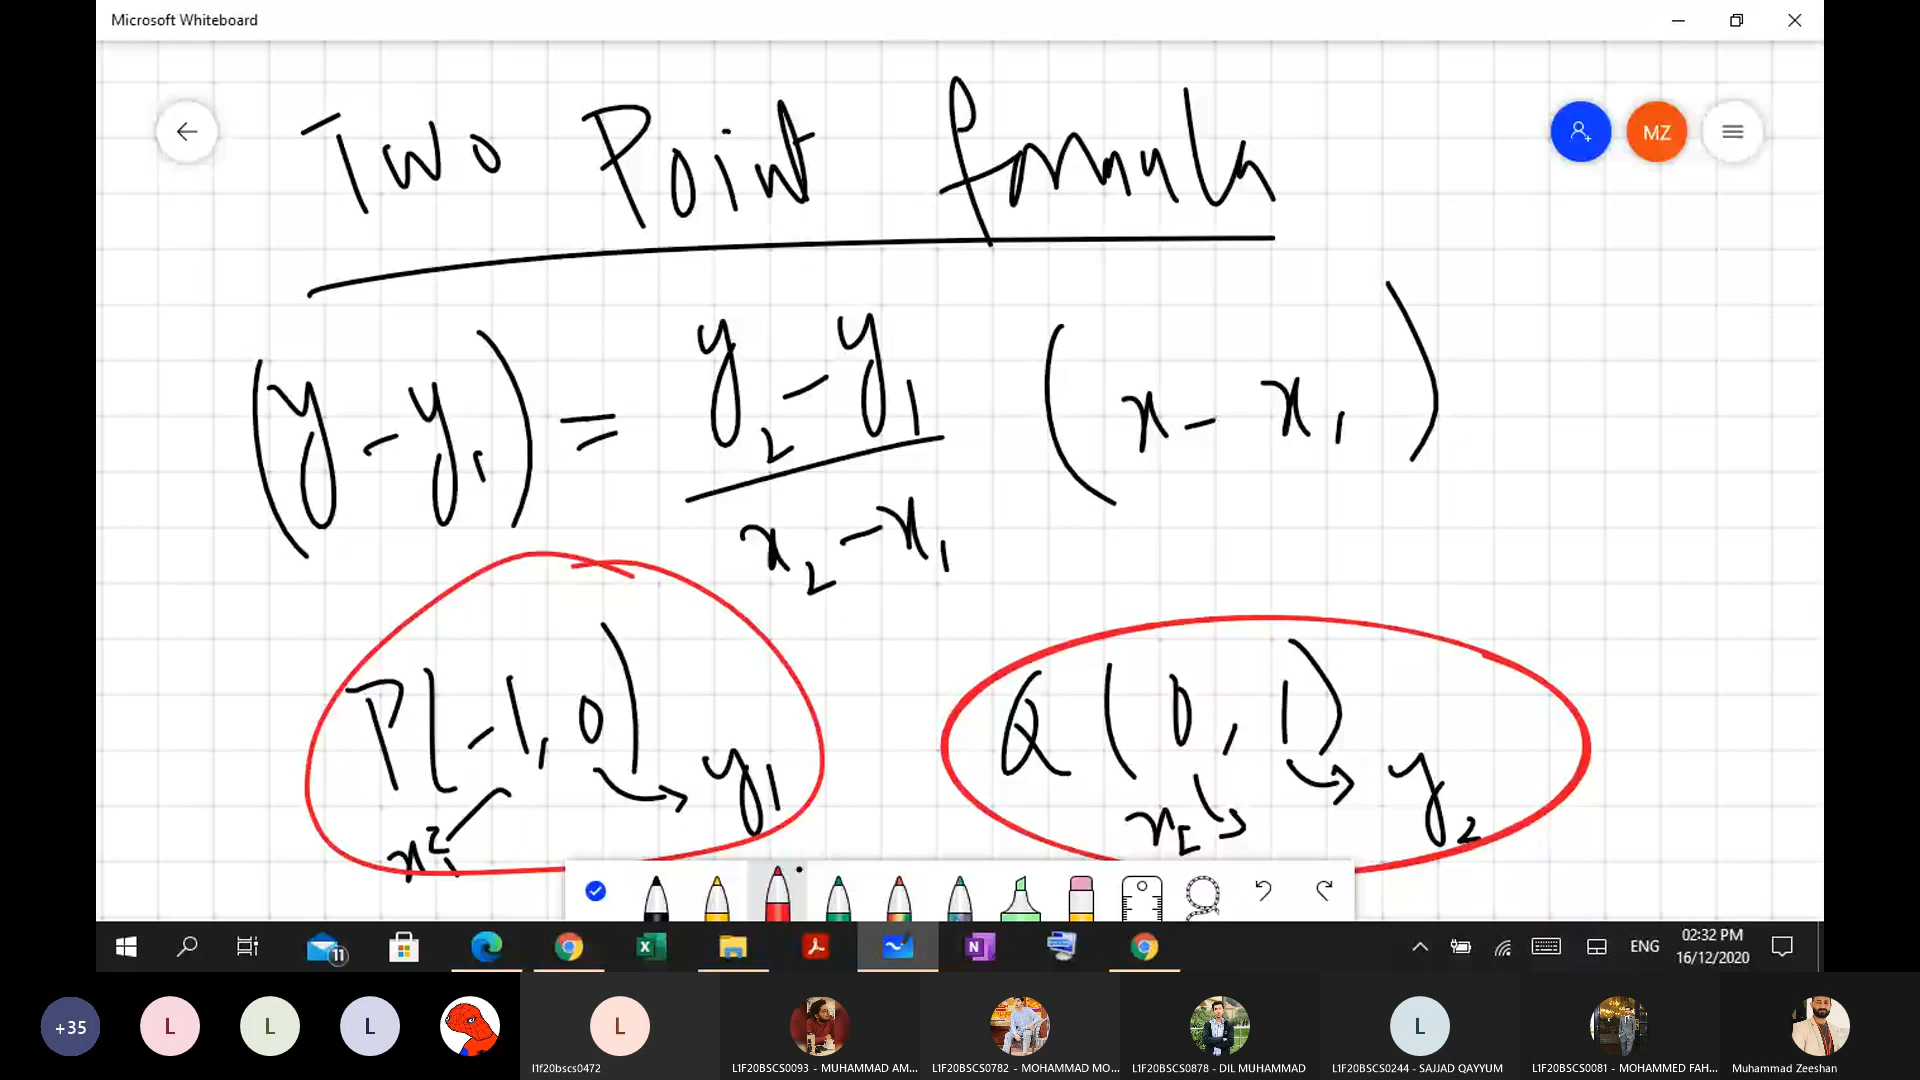 Microsoft Whiteboard
Two Point formula
MZ
(y - y₁) = y₂ - y₁ / x₂ - x₁ (x - x₁)
P(-1, 0) Q(0, 1)
y₁ y₂
x₁ x₂
11
ENG
02:32 PM
16/12/2020
+35 L L L L L
l1f20bscs0472 L1F20BSCS0093 - MUHAMMAD AM... L1F20BSCS0782 - MOHAMMAD MO... L1F20BSCS0878 - DIL MUHAMMAD L1F20BSCS0244 - SAJJAD QAYYUM L1F20BSCS0081 - MOHAMMED FAH... Muhammad Zeeshan